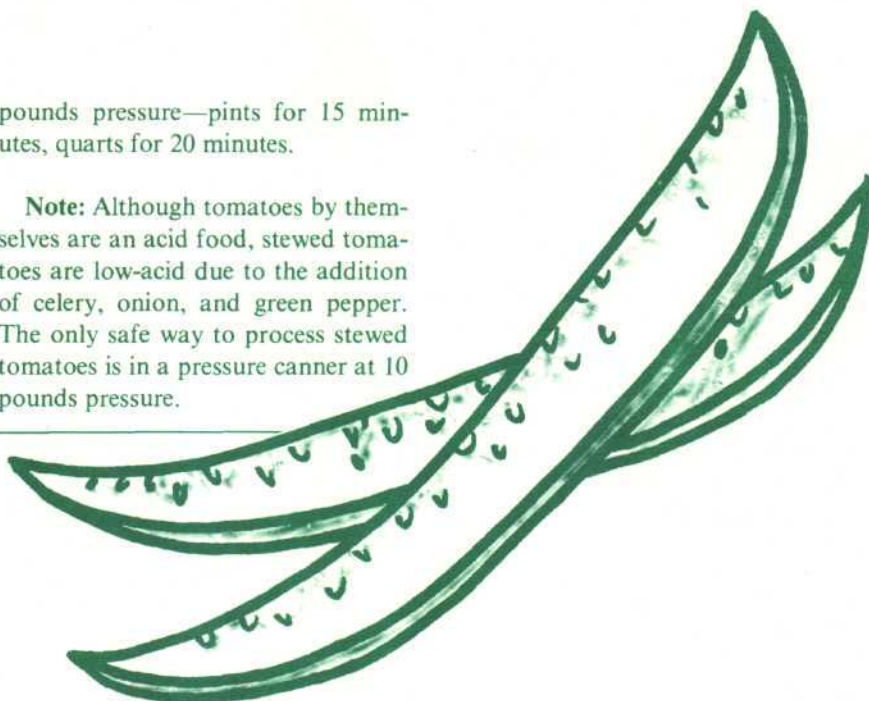 pounds pressure—pints for 15 min-
utes, quarts for 20 minutes.
Note: Although tomatoes by them-
selves are an acid food, stewed toma-
toes are low-acid due to the addition
of celery, onion, and green pepper.
The only safe way to process stewed
tomatoes is in a pressure canner at 10
pounds pressure.